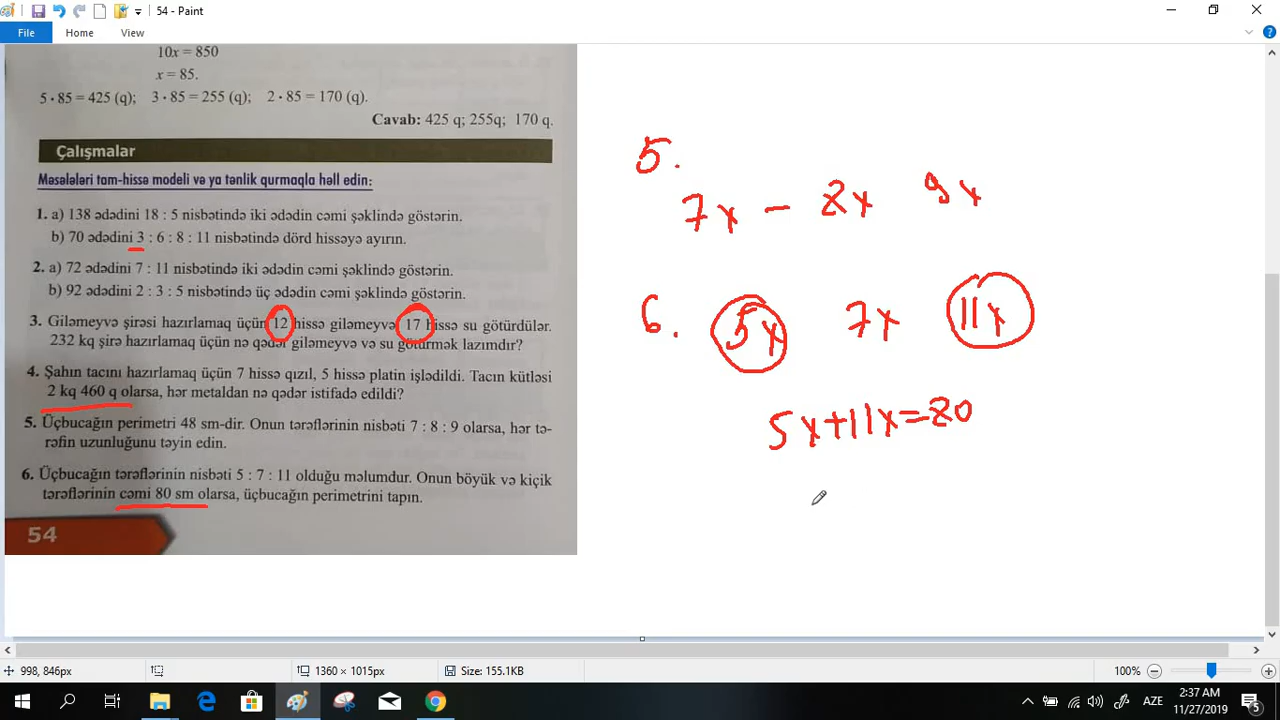 54 - Paint
File Home View
10x = 850
x = 85.
5 · 85 = 425 (q); 3 · 85 = 255 (q); 2 · 85 = 170 (q).
Cavab: 425 q; 255q; 170 q.
Çalışmalar
Məsələləri tam-hissə modeli və ya tənlik qurmaqla həll edin:
1. a) 138 ədədini 18 : 5 nisbətində iki ədədin cəmi şəklində göstərin.
b) 70 ədədini 3 : 6 : 8 : 11 nisbətində dörd hissəyə ayırın.
2. a) 72 ədədini 7 : 11 nisbətində iki ədədin cəmi şəklində göstərin.
b) 92 ədədini 2 : 3 : 5 nisbətində üç ədədin cəmi şəklində göstərin.
3. Giləmeyvə şirəsi hazırlamaq üçün 12 hissə giləmeyvə 17 hissə su götürdülər.
232 kq şirə hazırlamaq üçün nə qədər giləmeyvə və su götürmək lazımdır?
4. Şahın tacını hazırlamaq üçün 7 hissə qızıl, 5 hissə platin işlədildi. Tacın kütləsi
2 kq 460 q olarsa, hər metaldan nə qədər istifadə edildi?
5. Üçbucağın perimetri 48 sm-dir. Onun tərəflərinin nisbəti 7 : 8 : 9 olarsa, hər tə-
rəfin uzunluğunu təyin edin.
6. Üçbucağın tərəflərinin nisbəti 5 : 7 : 11 olduğu məlumdur. Onun böyük və kiçik
tərəflərinin cəmi 80 sm olarsa, üçbucağın perimetrini tapın.
54
5.
7x - 8x 9x
6. 5x 7x 11x
5x+11x=80
998, 846px 1360 × 1015px Size: 155.1KB 100%
AZE 2:37 AM
11/27/2019 5